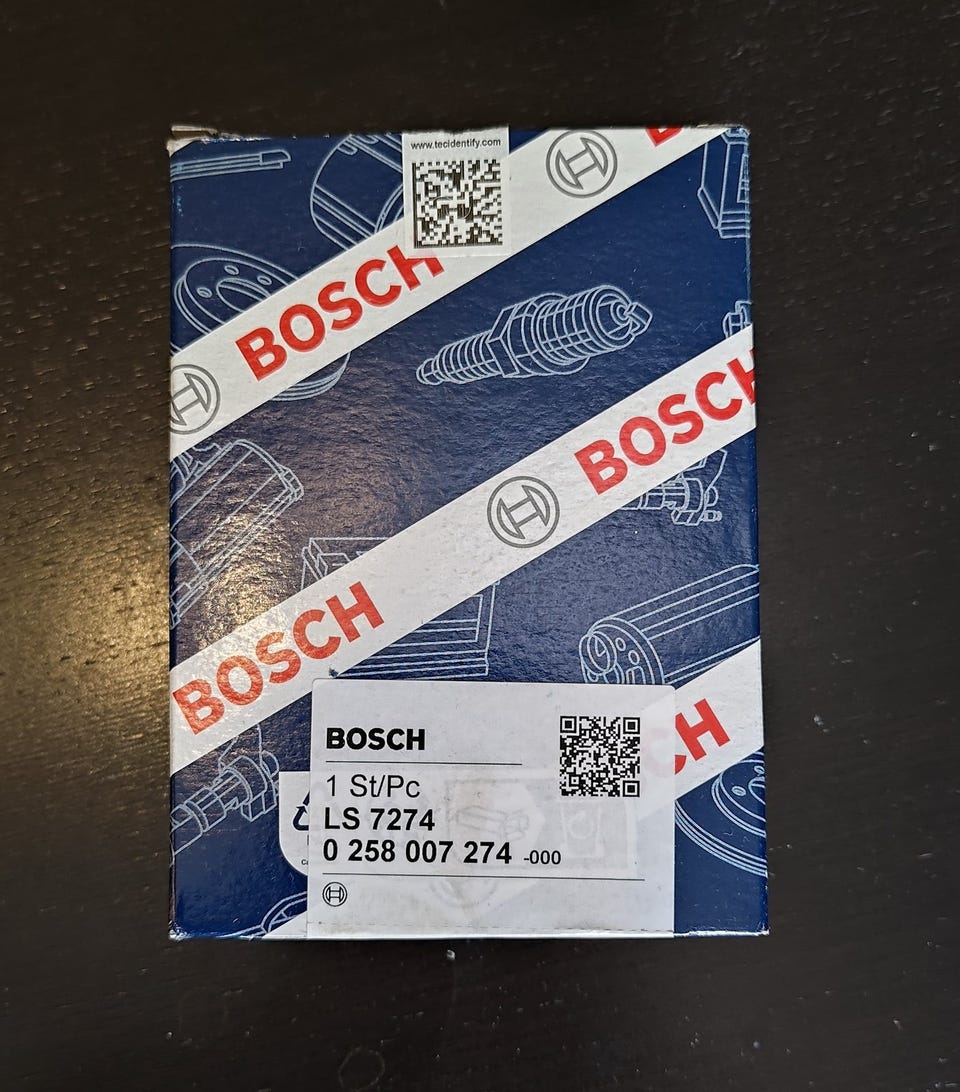 www.tecidentify.com
BOSCH
BOSCH
BOSCH
BOSCH
1 St/Pc
LS 7274
0 258 007 274 -000